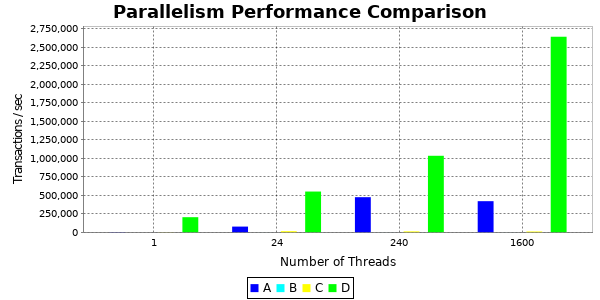 Parallelism Performance Comparison
2,750,000
2,500,000
2,250,000
2,000,000
1,750,000
1,500,000
1,250,000
1,000,000
750,000
500,000
250,000
0
Transactions / sec
1 24 240 1600
Number of Threads
A B C D